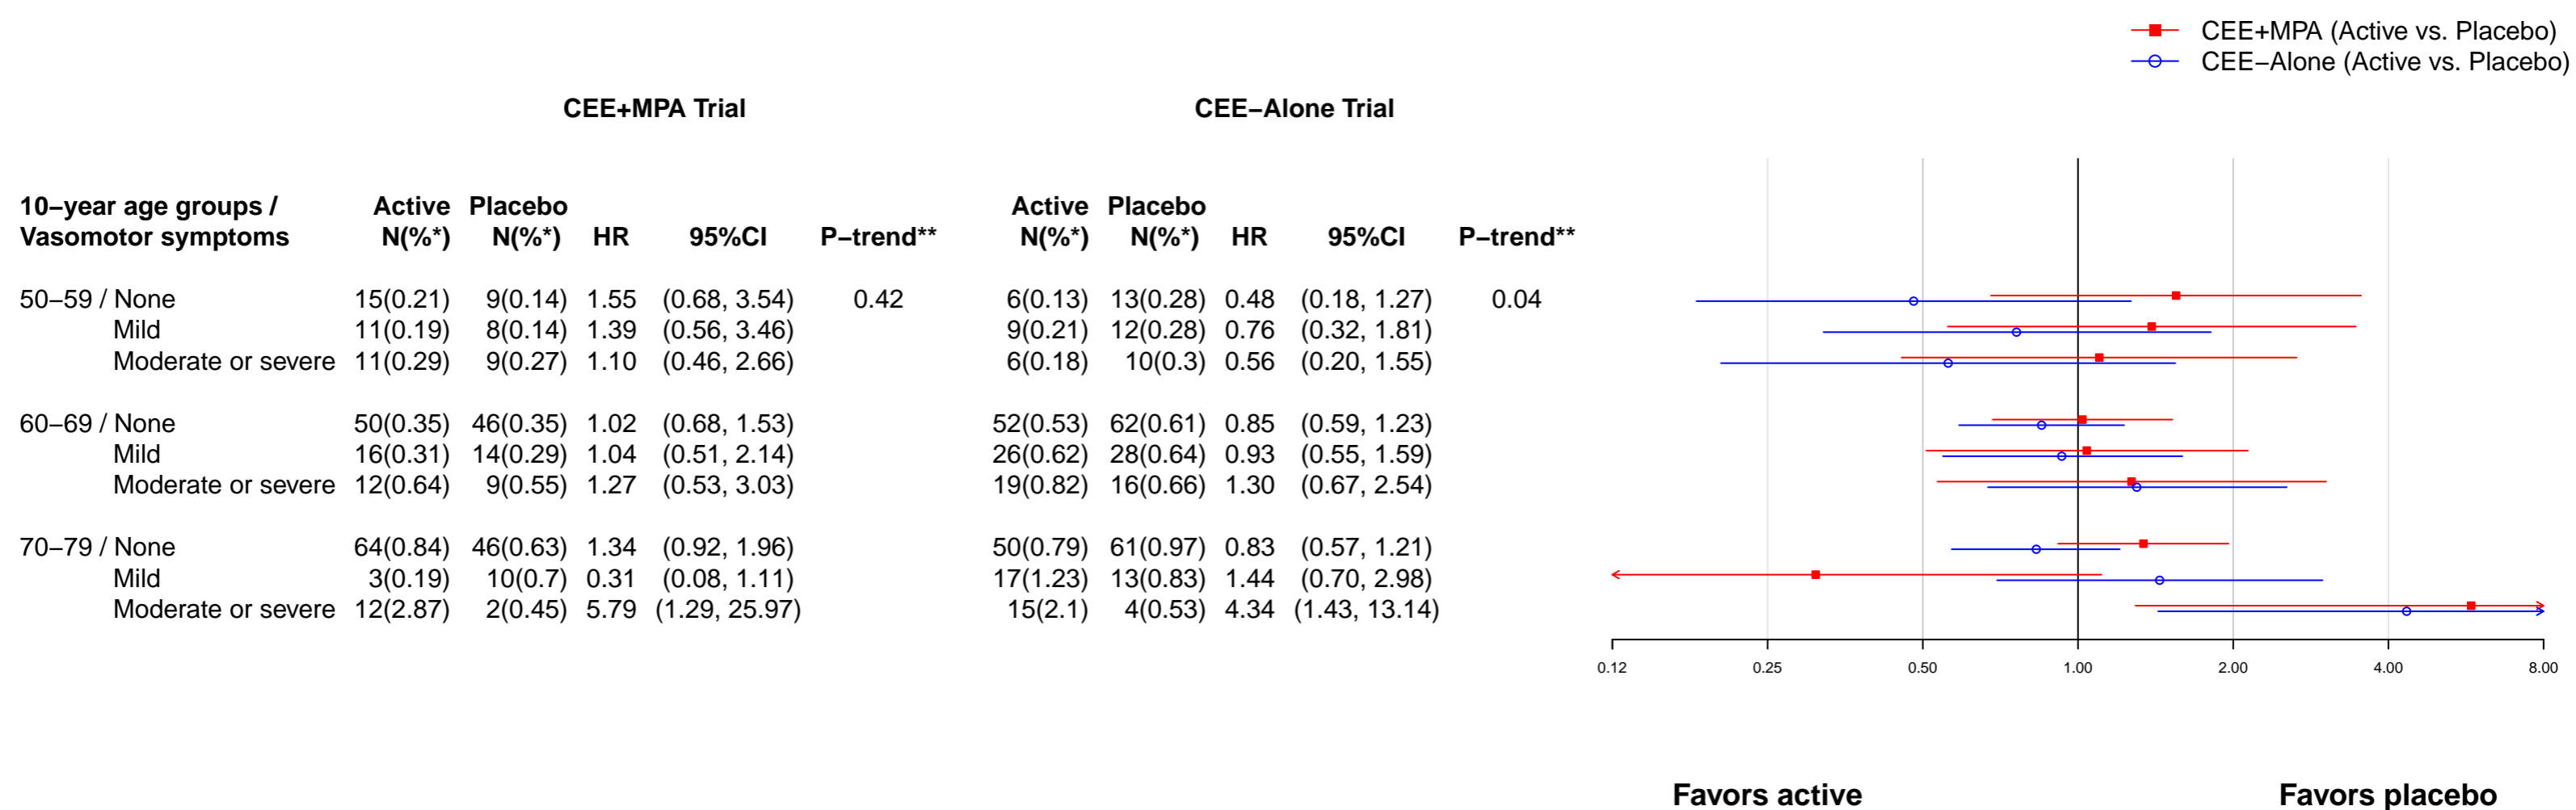 CEE+MPA (Active vs. Placebo)
CEE−Alone (Active vs. Placebo)
CEE+MPA Trial CEE−Alone Trial
10−year age groups / Active Placebo Active Placebo
Vasomotor symptoms N(%*) N(%*) HR 95%CI P−trend** N(%*) N(%*) HR 95%CI P−trend**
50−59 / None 15(0.21) 9(0.14) 1.55 (0.68, 3.54) 0.42 6(0.13) 13(0.28) 0.48 (0.18, 1.27) 0.04
Mild 11(0.19) 8(0.14) 1.39 (0.56, 3.46) 9(0.21) 12(0.28) 0.76 (0.32, 1.81)
Moderate or severe 11(0.29) 9(0.27) 1.10 (0.46, 2.66) 6(0.18) 10(0.3) 0.56 (0.20, 1.55)
60−69 / None 50(0.35) 46(0.35) 1.02 (0.68, 1.53) 52(0.53) 62(0.61) 0.85 (0.59, 1.23)
Mild 16(0.31) 14(0.29) 1.04 (0.51, 2.14) 26(0.62) 28(0.64) 0.93 (0.55, 1.59)
Moderate or severe 12(0.64) 9(0.55) 1.27 (0.53, 3.03) 19(0.82) 16(0.66) 1.30 (0.67, 2.54)
70−79 / None 64(0.84) 46(0.63) 1.34 (0.92, 1.96) 50(0.79) 61(0.97) 0.83 (0.57, 1.21)
Mild 3(0.19) 10(0.7) 0.31 (0.08, 1.11) 17(1.23) 13(0.83) 1.44 (0.70, 2.98)
Moderate or severe 12(2.87) 2(0.45) 5.79 (1.29, 25.97) 15(2.1) 4(0.53) 4.34 (1.43, 13.14)
0.12 0.25 0.50 1.00 2.00 4.00 8.00
Favors active Favors placebo